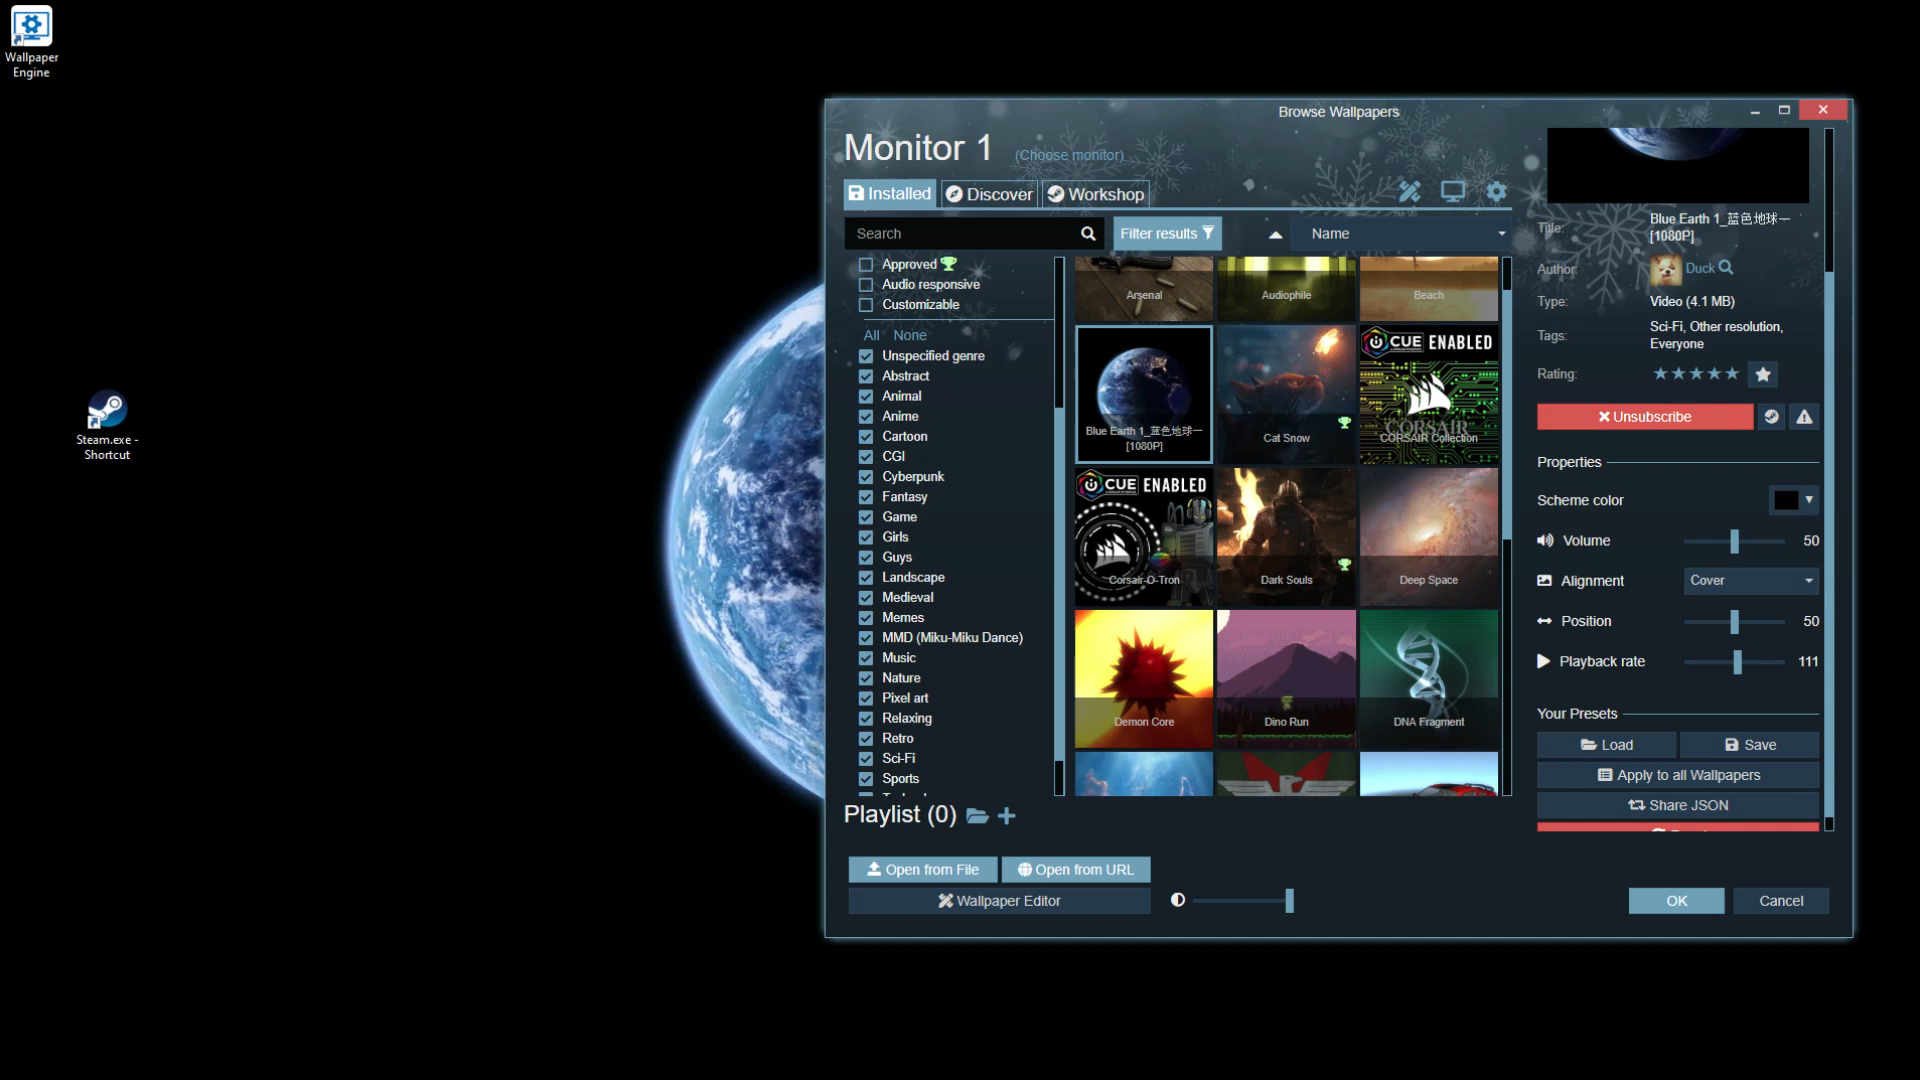 Wallpaper
Engine
Steam.exe -
Shortcut
Browse Wallpapers
Monitor 1 (Choose monitor)
Installed Discover Workshop
Search Filter results Name
Approved
Audio responsive
Customizable
All None
Unspecified genre
Abstract
Animal
Anime
Cartoon
CGI
Cyberpunk
Fantasy
Game
Girls
Guys
Landscape
Medieval
Memes
MMD (Miku-Miku Dance)
Music
Nature
Pixel art
Relaxing
Retro
Sci-Fi
Sports
Arsenal
Audiophile
Beach
Blue Earth 1_蓝色地球一
[1080P]
Cat Snow
CUE ENABLED
CORSAIR
CORSAIR Collection
CUE ENABLED
Corsair-O-Tron
Dark Souls
Deep Space
Demon Core
Dino Run
DNA Fragment
Title: Blue Earth 1_蓝色地球一
[1080P]
Author: Duck
Type: Video (4.1 MB)
Tags: Sci-Fi, Other resolution,
Everyone
Rating:
Unsubscribe
Properties
Scheme color
Volume 50
Alignment Cover
Position 50
Playback rate 111
Your Presets
Load Save
Apply to all Wallpapers
Share JSON
Playlist (0)
Open from File Open from URL
Wallpaper Editor
OK Cancel